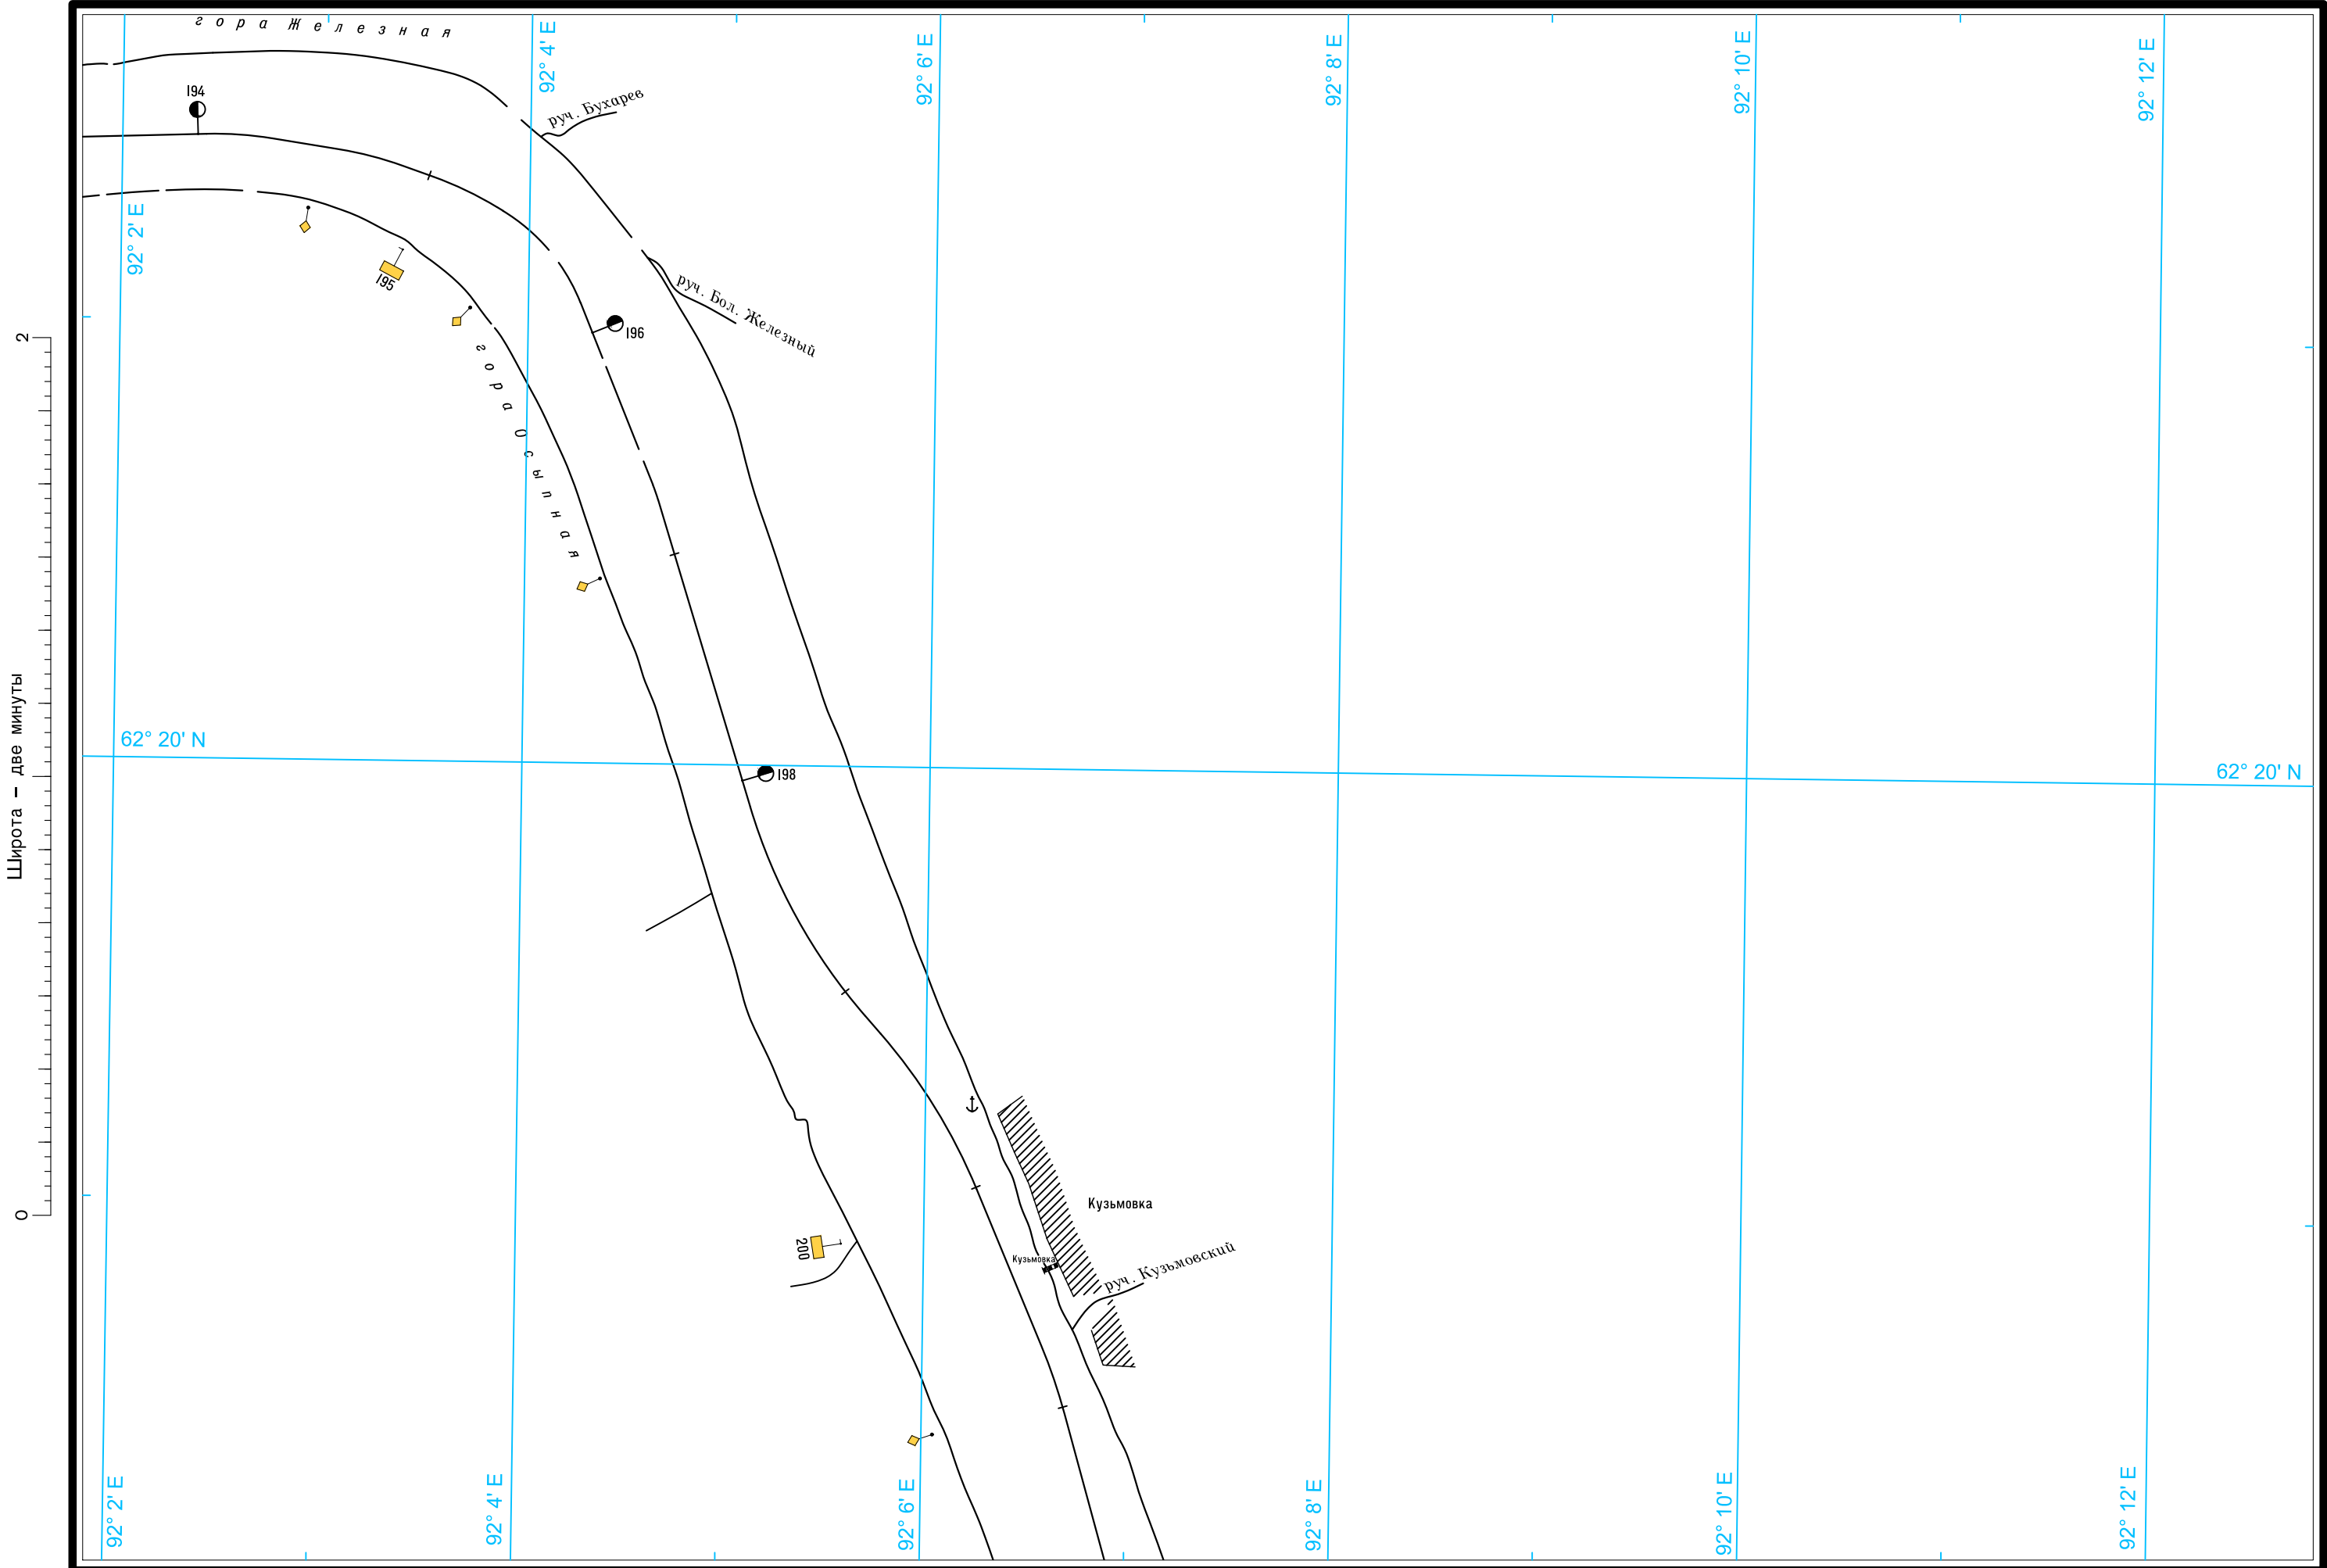 гора Железная
92° 4' E
92° 6' E
92° 8' E
92° 10' E
92° 12' E
194
руч. Бухарев
92° 2' E
195
руч. Бол. Железный
196
2
гора Осыпная
Широта – две минуты
62° 20' N
62° 20' N
198
0
Кузьмовка
200
Кузьмовка
руч. Кузьмовский
92° 2' E
92° 4' E
92° 6' E
92° 8' E
92° 10' E
92° 12' E